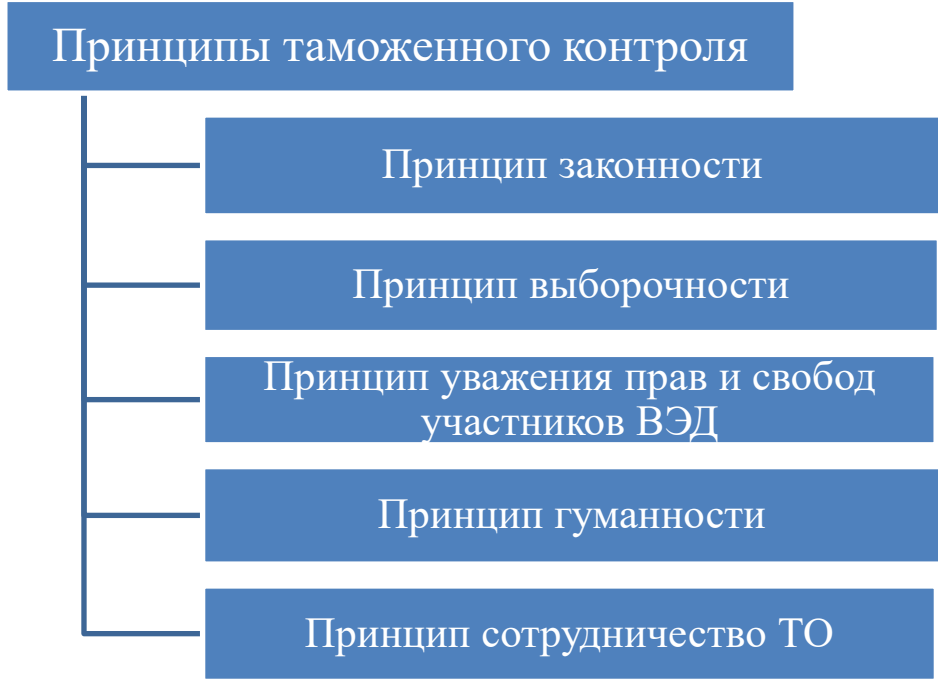 Принципы таможенного контроля
Принцип законности
Принцип выборочности
Принцип уважения прав и свобод
участников ВЭД
Принцип гуманности
Принцип сотрудничество ТО